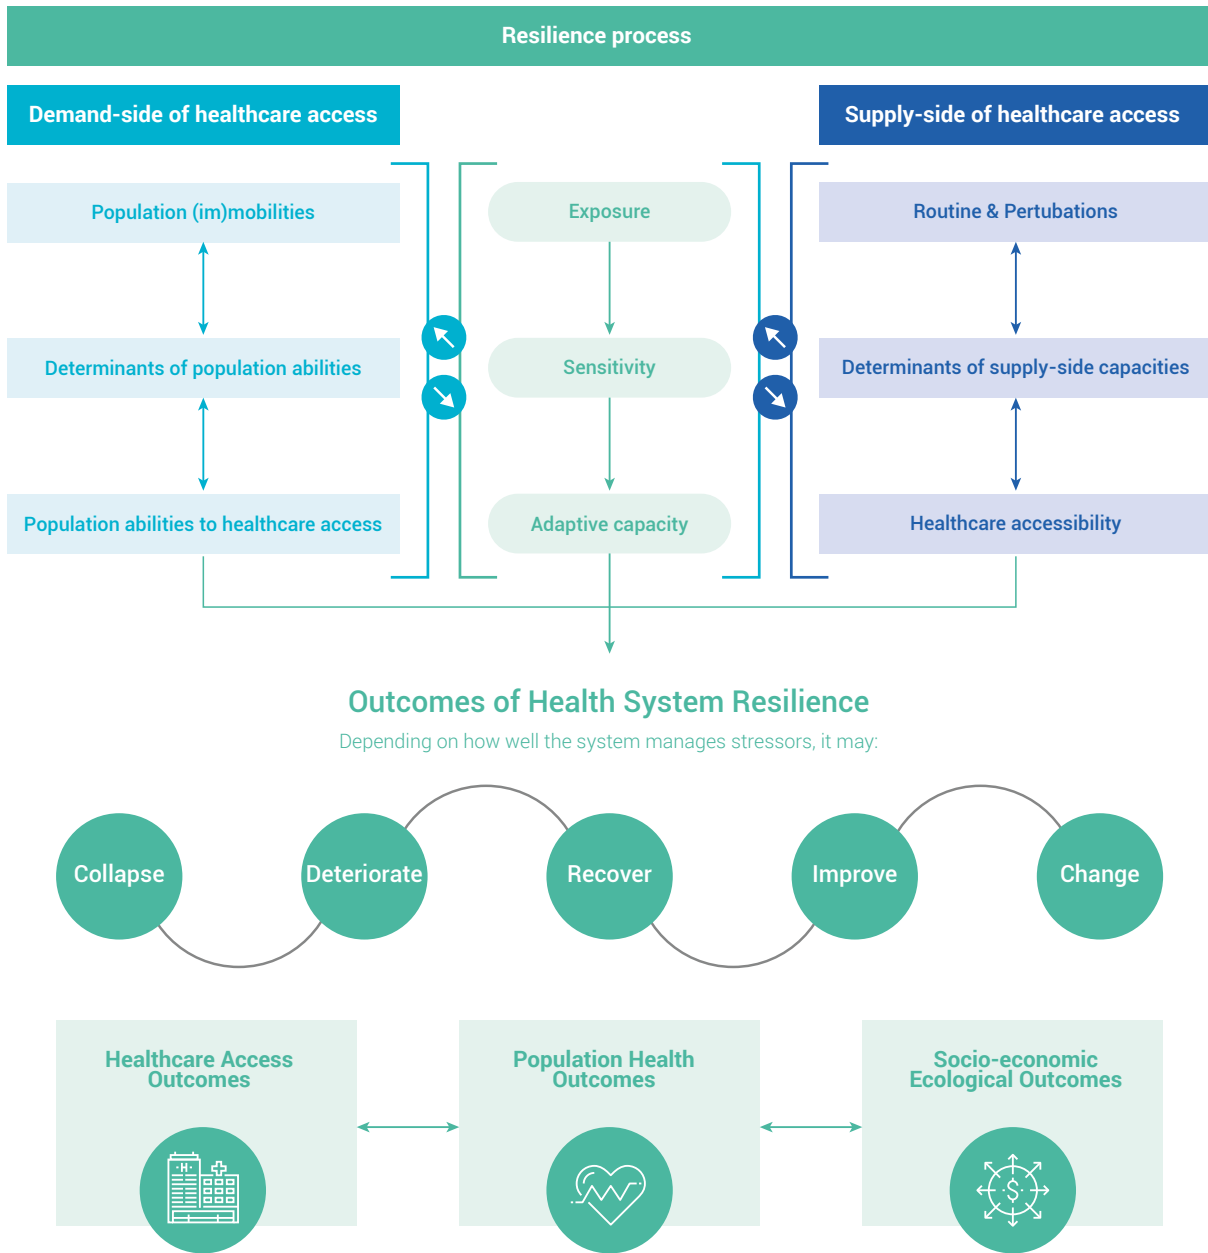 Resilience process
Demand-side of healthcare access
Supply-side of healthcare access
Population (im)mobilities
Exposure
Routine & Pertubations
Determinants of population abilities
Sensitivity
Determinants of supply-side capacities
Population abilities to healthcare access
Adaptive capacity
Healthcare accessibility
Outcomes of Health System Resilience
Depending on how well the system manages stressors, it may:
Collapse
Deteriorate
Recover
Improve
Change
Healthcare Access
Outcomes
Population Health
Outcomes
Socio-economic
Ecological Outcomes
H
$